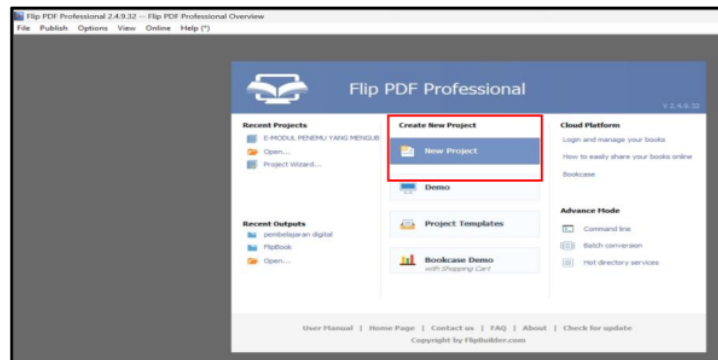 Flip PDF Professional 2.4.9.32 -- Flip PDF Professional Overview
File Publish Options View Online Help (*)
Flip PDF Professional
V 2.4.9.32
Recent Projects
E-MODUL PENEMU YANG MENGUB
Open...
Project Wizard...
Recent Outputs
pembelajaran digital
FlipBook
Open...
Create New Project
New Project
Demo
Project Templates
Bookcase Demo
with Shopping Cart
Cloud Platform
Login and manage your books
How to easily share your books online
Bookcase
Advance Mode
Command line
Batch conversion
Hot directory services
User Manual | Home Page | Contact us | FAQ | About | Check for update
Copyright by FlipBuilder.com